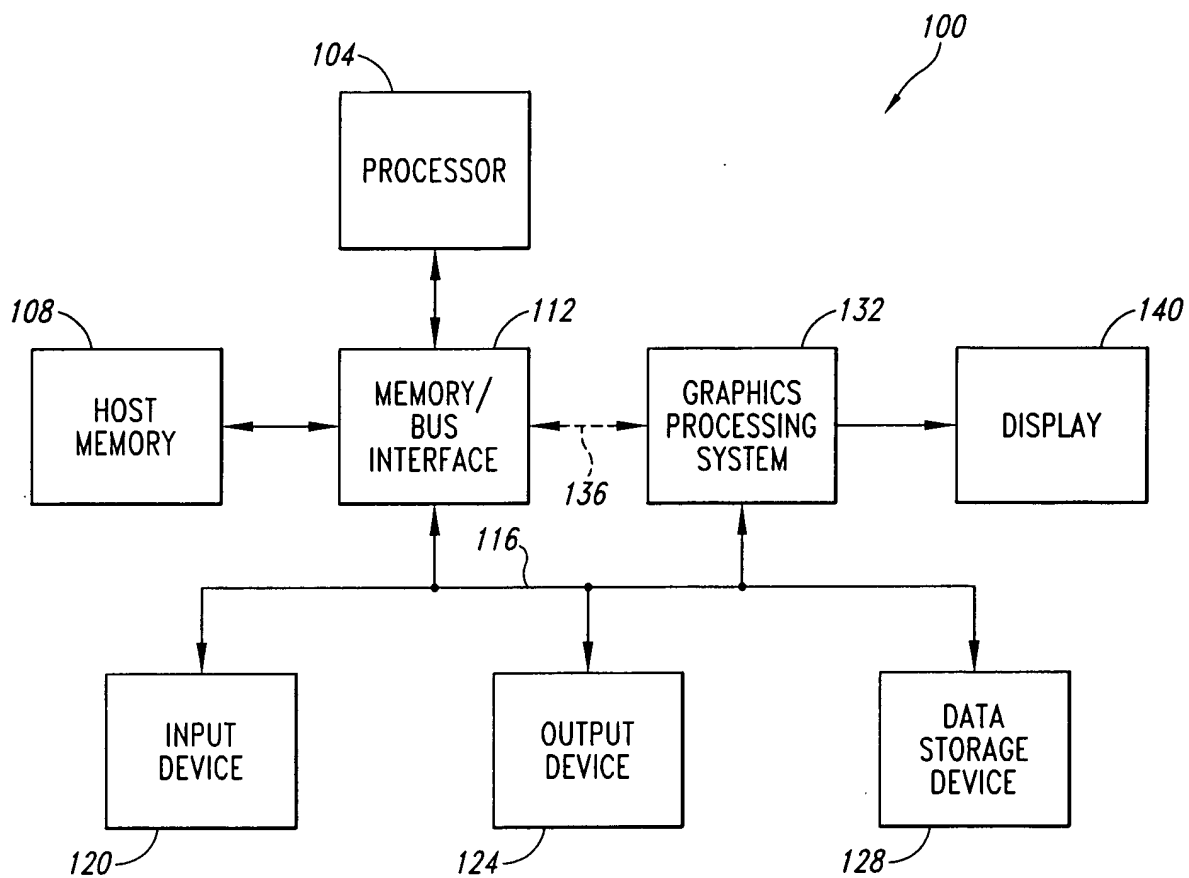 100
104
PROCESSOR
108
112
132
140
HOST
MEMORY
MEMORY/
BUS
INTERFACE
136
GRAPHICS
PROCESSING
SYSTEM
DISPLAY
116
INPUT
DEVICE
OUTPUT
DEVICE
DATA
STORAGE
DEVICE
120
124
128